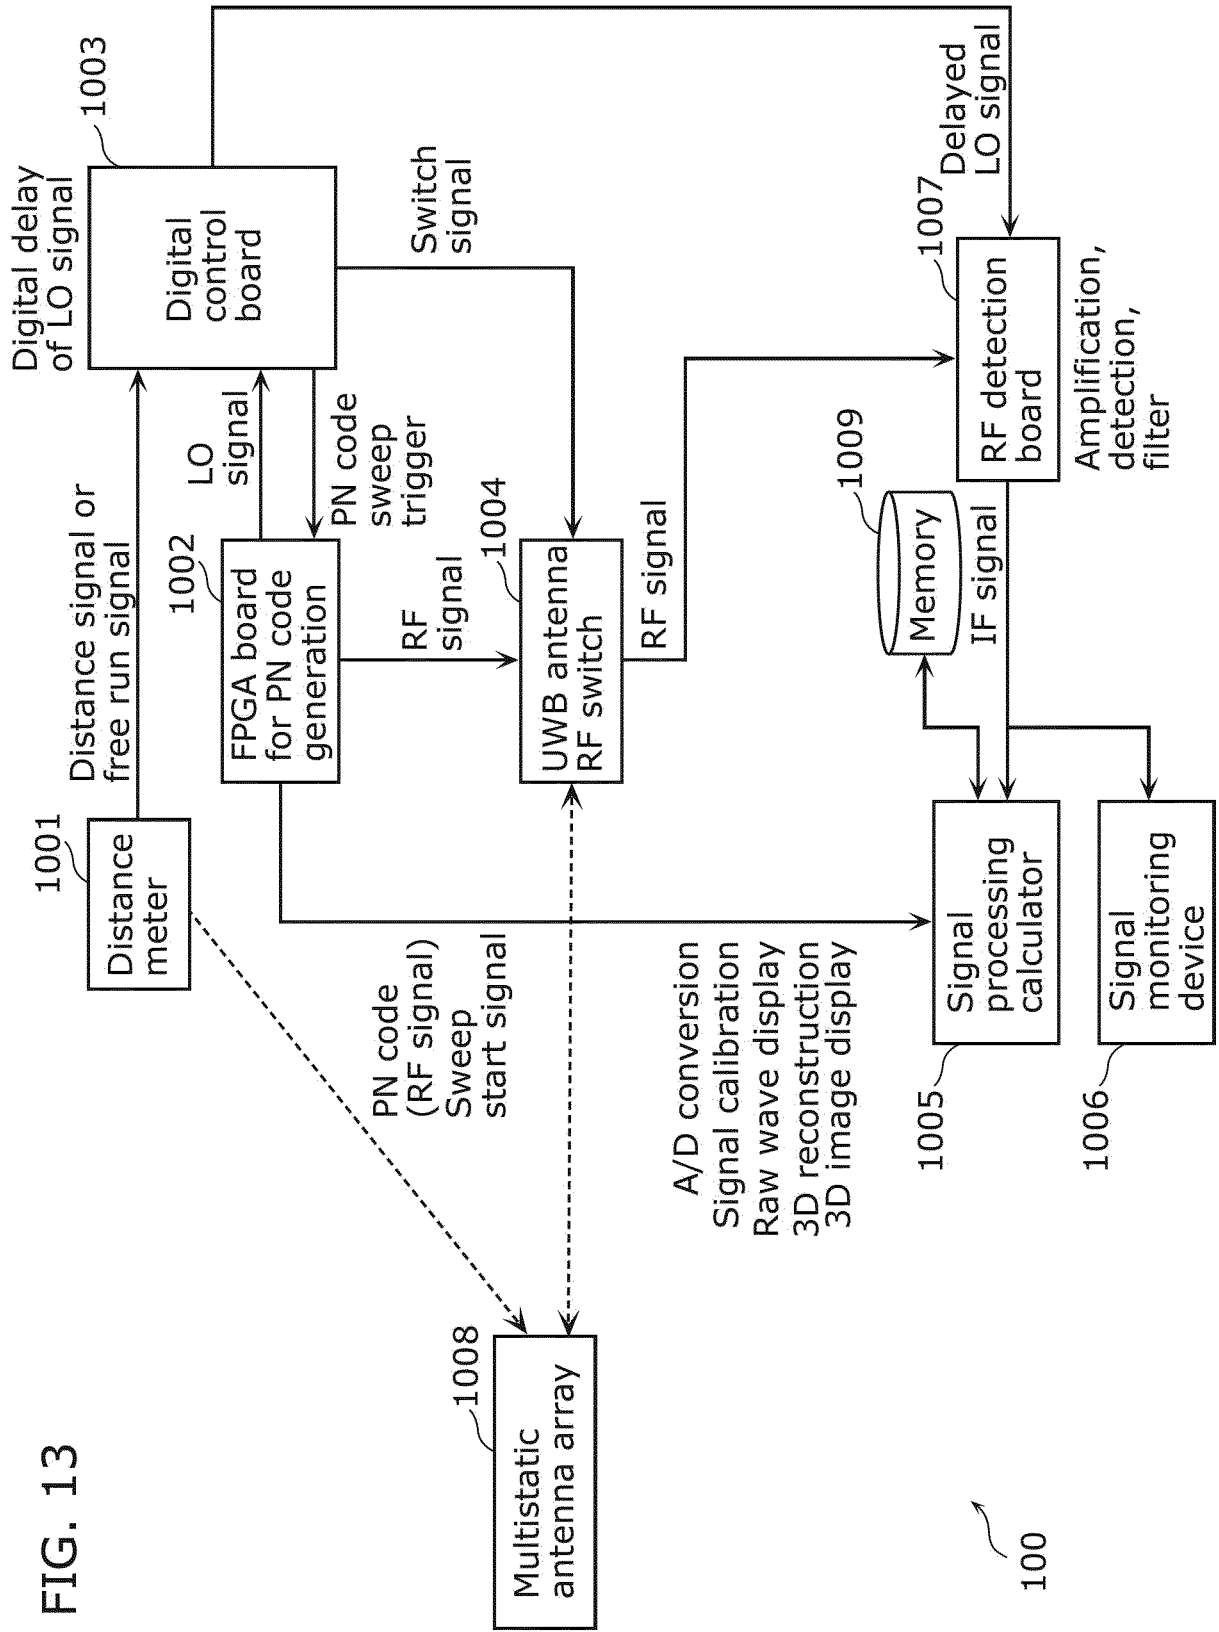 FIG. 13
1001
Distance
meter
Distance signal or
free run signal
Digital delay
of LO signal
1003
Digital
control
board
1002
FPGA board
for PN code
generation
LO
signal
PN code
sweep
trigger
Switch
signal
RF
signal
1004
UWB antenna
RF switch
RF signal
1008
Multistatic
antenna array
PN code
(RF signal)
Sweep
start signal
A/D conversion
Signal calibration
Raw wave display
3D reconstruction
3D image display
1009
Memory
IF signal
1007
RF detection
board
Delayed
LO signal
Amplification,
detection,
filter
1005
Signal
processing
calculator
1006
Signal
monitoring
device
100